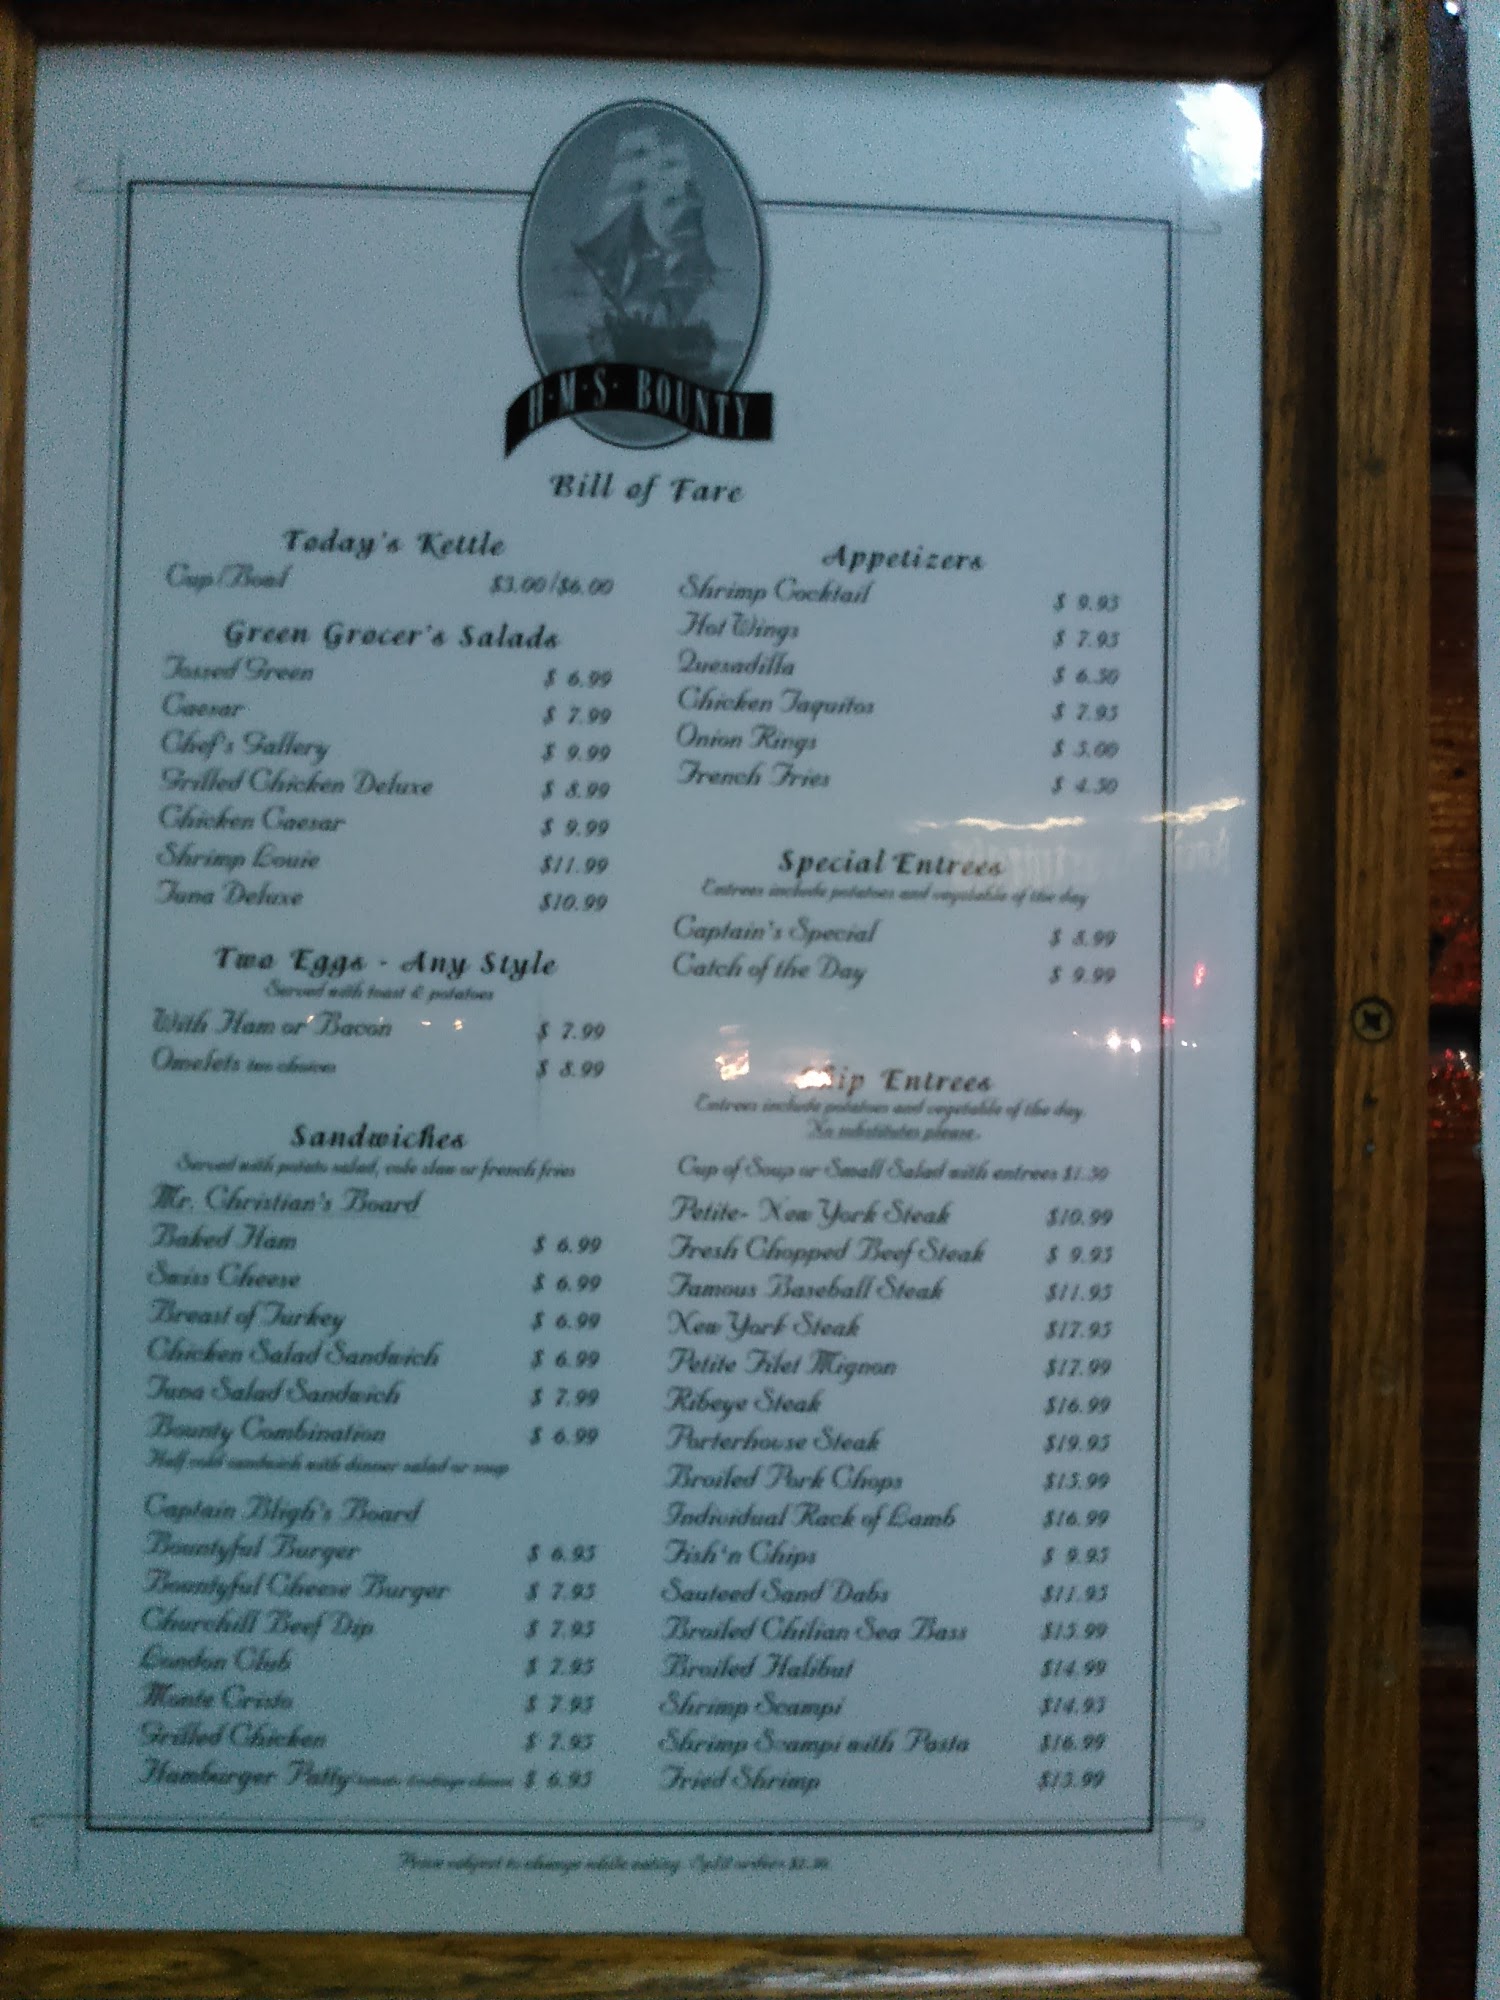 H·M·S· BOUNTY
Bill of Fare
Today's Kettle
Cup/Bowl $3.00/$6.00
Green Grocer's Salads
Tossed Green $ 6.99
Caesar $ 7.99
Chef's Gallery $ 9.99
Grilled Chicken Deluxe $ 8.99
Chicken Caesar $ 9.99
Shrimp Louie $11.99
Tuna Deluxe $10.99
Two Eggs - Any Style
Served with toast & potatoes
With Ham or Bacon $ 7.99
Omelets two choices $ 8.99
Sandwiches
Served with potato salad, cole slaw or french fries
Mr. Christian's Board
Baked Ham $ 6.99
Swiss Cheese $ 6.99
Breast of Turkey $ 6.99
Chicken Salad Sandwich $ 6.99
Tuna Salad Sandwich $ 7.99
Bounty Combination $ 6.99
Half cold sandwich with dinner salad or soup
Captain Bligh's Board
Bountyful Burger $ 6.95
Bountyful Cheese Burger $ 7.95
Churchill Beef Dip $ 7.95
London Club $ 7.95
Monte Cristo $ 7.95
Grilled Chicken $ 7.95
Hamburger Patty $ 6.95
Appetizers
Shrimp Cocktail $ 9.95
Hot Wings $ 7.95
Quesadilla $ 6.50
Chicken Taquitos $ 7.95
Onion Rings $ 5.00
French Fries $ 4.50
Special Entrees
Entrees include potatoes and vegetable of the day
Captain's Special $ 8.99
Catch of the Day $ 9.99
Ship Entrees
Entrees include potatoes and vegetable of the day.
No substitutes please.
Cup of Soup or Small Salad with entrees $1.50
Petite- New York Steak $10.99
Fresh Chopped Beef Steak $ 9.95
Famous Baseball Steak $11.95
New York Steak $17.95
Petite Filet Mignon $17.99
Ribeye Steak $16.99
Porterhouse Steak $19.95
Broiled Pork Chops $13.99
Individual Rack of Lamb $16.99
Fish'n Chips $ 9.95
Sauteed Sand Dabs $11.95
Broiled Chilian Sea Bass $15.99
Broiled Halibut $14.99
Shrimp Scampi $14.95
Shrimp Scampi with Pasta $16.99
Fried Shrimp $13.99
Price subject to change while eating. Split orders